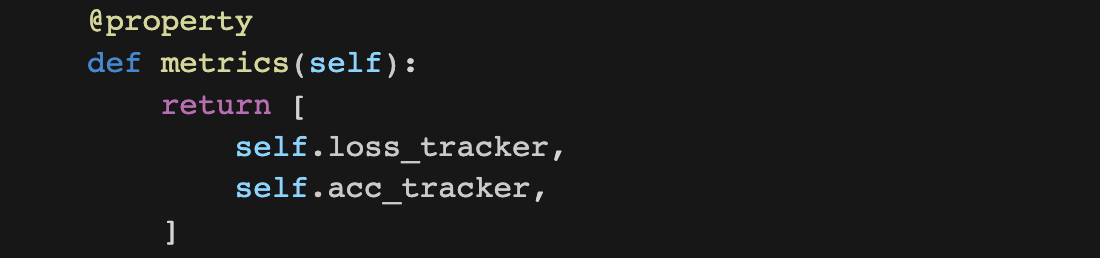 @property
def metrics(self):
    return [
        self.loss_tracker,
        self.acc_tracker,
    ]